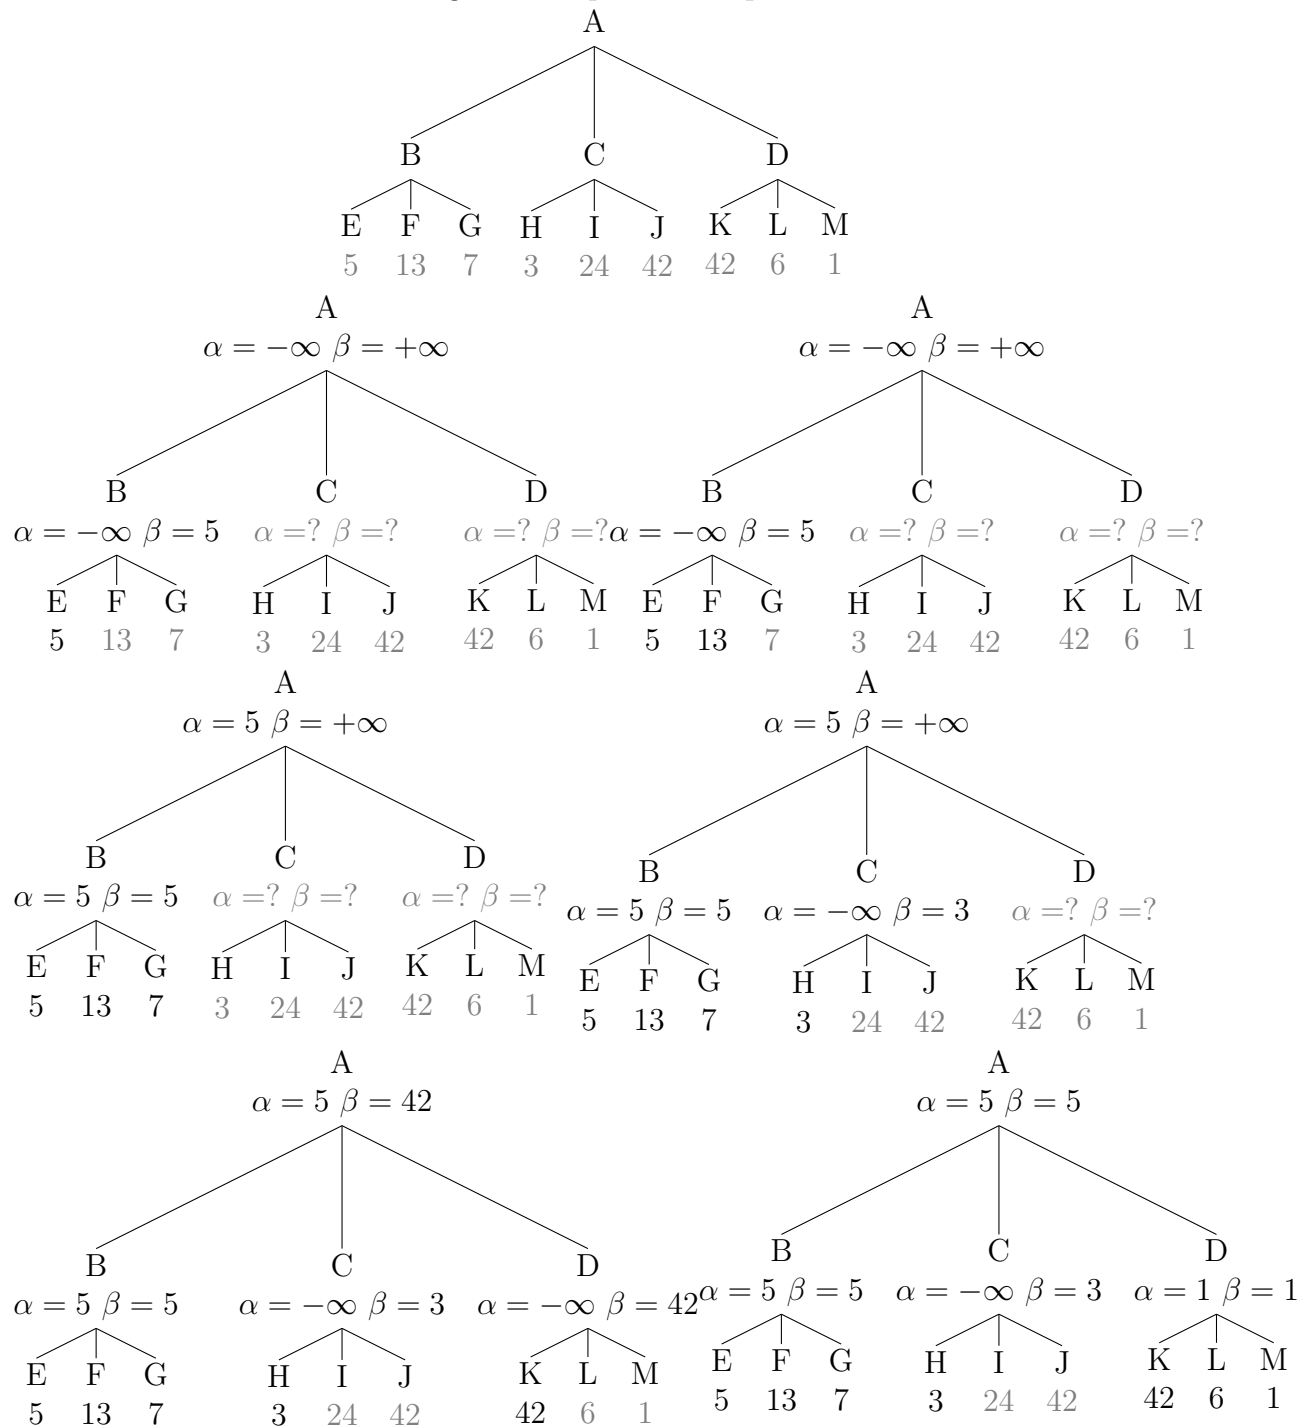 A
B C D
E F G H I J K L M
5 13 7 3 24 42 42 6 1
A A
α = −∞ β = +∞ α = −∞ β = +∞
B C D B C D
α = −∞ β = 5 α =? β =? α =? β =? α = −∞ β = 5 α =? β =? α =? β =?
E F G H I J K L M E F G H I J K L M
5 13 7 3 24 42 42 6 1 5 13 7 3 24 42 42 6 1
A A
α = 5 β = +∞ α = 5 β = +∞
B C D B C D
α = 5 β = 5 α =? β =? α =? β =? α = 5 β = 5 α = −∞ β = 3 α =? β =?
E F G H I J K L M E F G H I J K L M
5 13 7 3 24 42 42 6 1 5 13 7 3 24 42 42 6 1
A A
α = 5 β = 42 α = 5 β = 5
B C D B C D
α = 5 β = 5 α = −∞ β = 3 α = −∞ β = 42 α = 5 β = 5 α = −∞ β = 3 α = 1 β = 1
E F G H I J K L M E F G H I J K L M
5 13 7 3 24 42 42 6 1 5 13 7 3 24 42 42 6 1